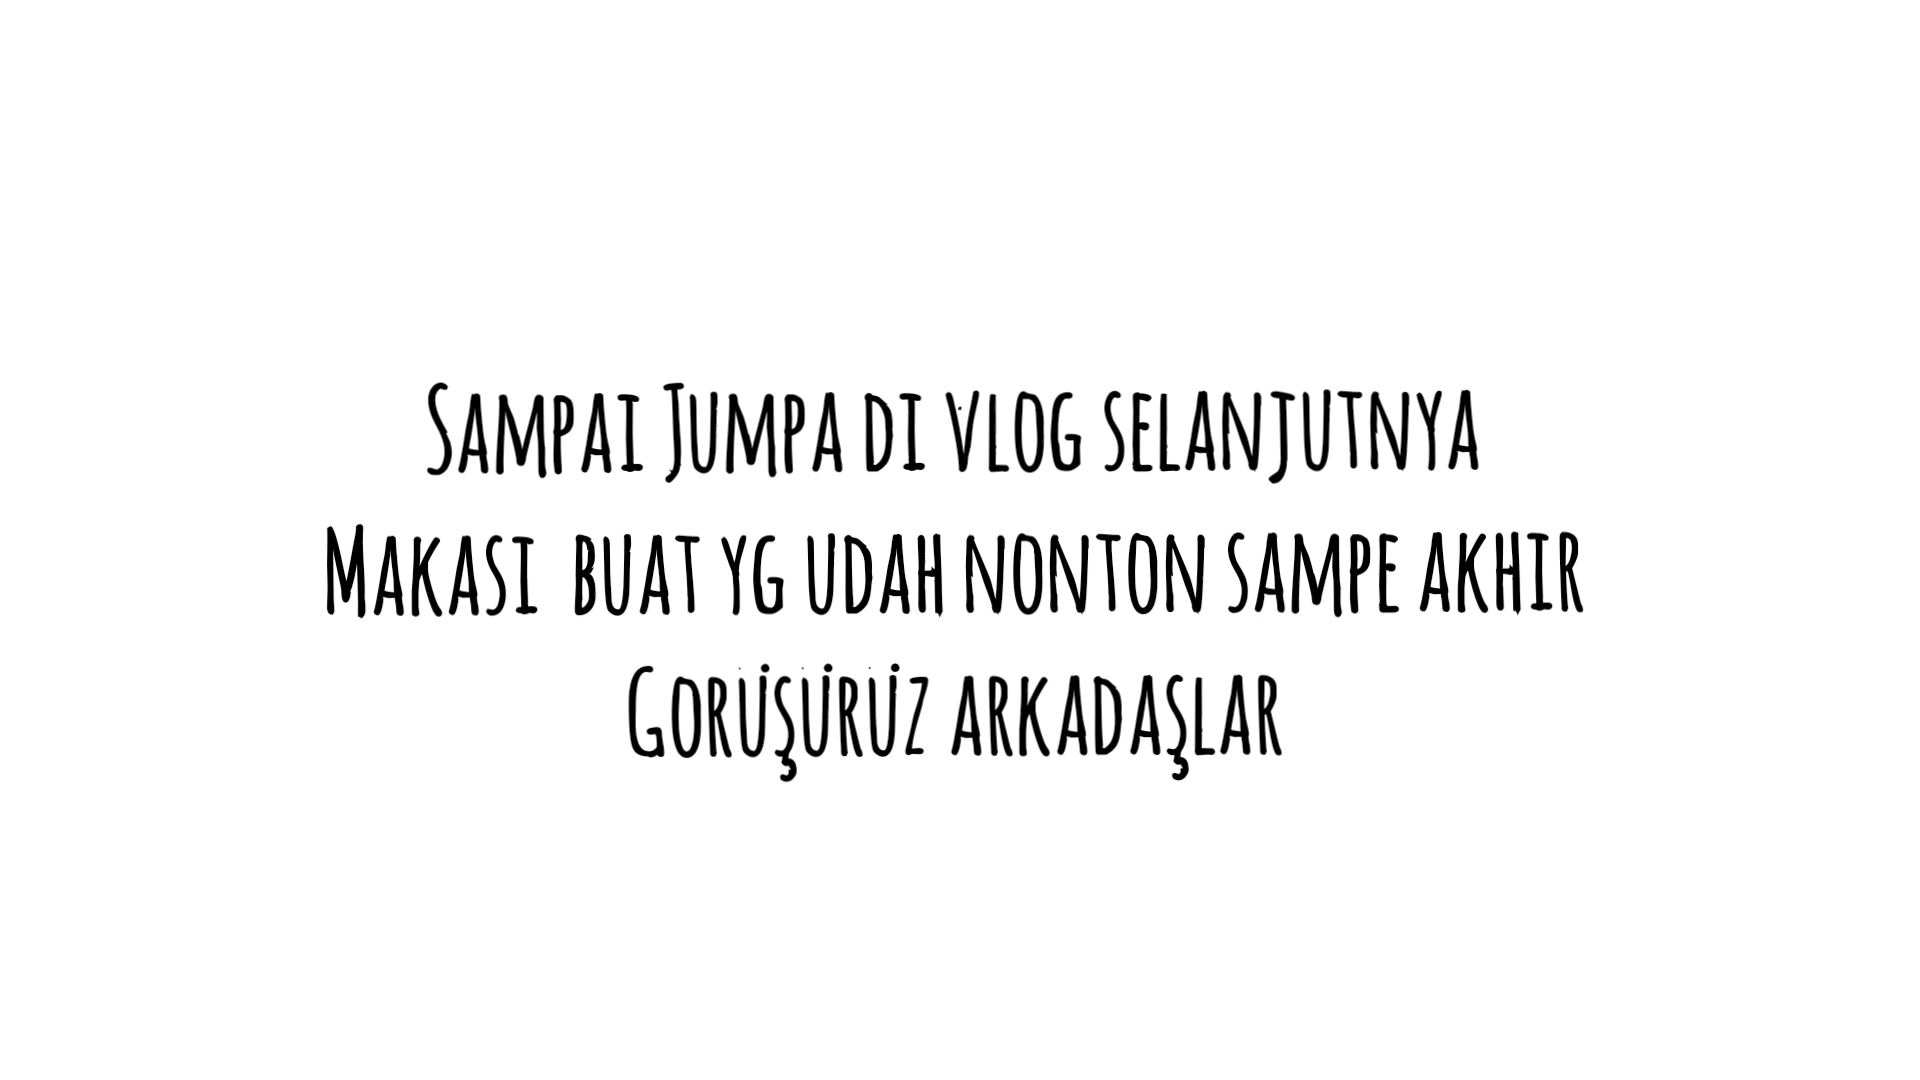 Sampai Jumpa di vlog selanjutnya
Makasi  buat yg udah nonton sampe akhir
Gorüşürüz arkadaşlar